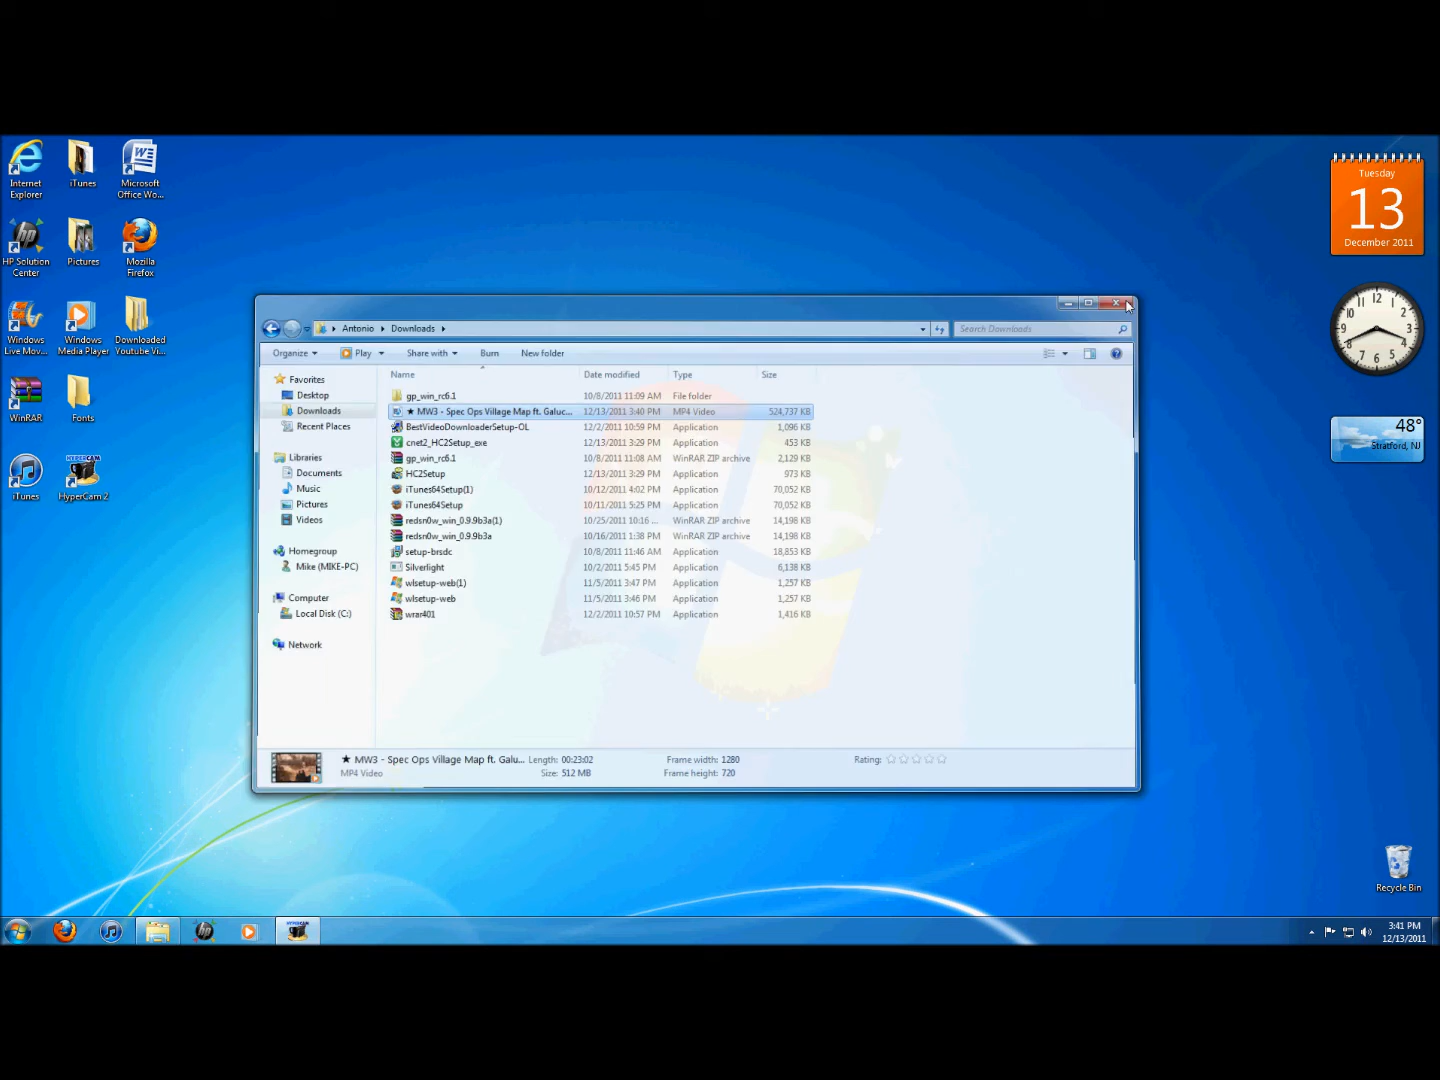 Internet Explorer
iTunes
Microsoft Office Wo...
HP Solution Center
Pictures
Mozilla Firefox
Windows Live Mov...
Windows Media Player
Downloaded Youtube Vi...
WinRAR
Fonts
iTunes
HyperCam 2
Tuesday
13
December 2011
48°
Stratford, NJ
Antonio Downloads
Search Downloads
Organize Play Share with Burn New folder
Name Date modified Type Size
Favorites
Desktop
Downloads
Recent Places
Libraries
Documents
Music
Pictures
Videos
Homegroup
Mike (MIKE-PC)
Computer
Local Disk (C:)
Network
gp_win_rc6.1 10/8/2011 11:09 AM File folder
★ MW3 - Spec Ops Village Map ft. Galuc... 12/13/2011 3:40 PM MP4 Video 524,737 KB
BestVideoDownloaderSetup-OL 12/2/2011 10:59 PM Application 1,096 KB
cnet2_HC2Setup_exe 12/13/2011 3:29 PM Application 453 KB
gp_win_rc6.1 10/8/2011 11:08 AM WinRAR ZIP archive 2,129 KB
HC2Setup 12/13/2011 3:29 PM Application 973 KB
iTunes64Setup(1) 10/12/2011 4:02 PM Application 70,052 KB
iTunes64Setup 10/11/2011 5:25 PM Application 70,052 KB
redsn0w_win_0.9.9b3a(1) 10/25/2011 10:16 ... WinRAR ZIP archive 14,198 KB
redsn0w_win_0.9.9b3a 10/16/2011 1:38 PM WinRAR ZIP archive 14,198 KB
setup-brsdc 10/8/2011 11:46 AM Application 18,853 KB
Silverlight 10/2/2011 5:45 PM Application 6,138 KB
wlsetup-web(1) 11/5/2011 3:47 PM Application 1,257 KB
wlsetup-web 11/5/2011 3:46 PM Application 1,257 KB
wrar401 12/2/2011 10:57 PM Application 1,416 KB
★ MW3 - Spec Ops Village Map ft. Galu... Length: 00:23:02 Frame width: 1280 Rating: ☆☆☆☆☆
MP4 Video Size: 512 MB Frame height: 720
Recycle Bin
3:41 PM
12/13/2011